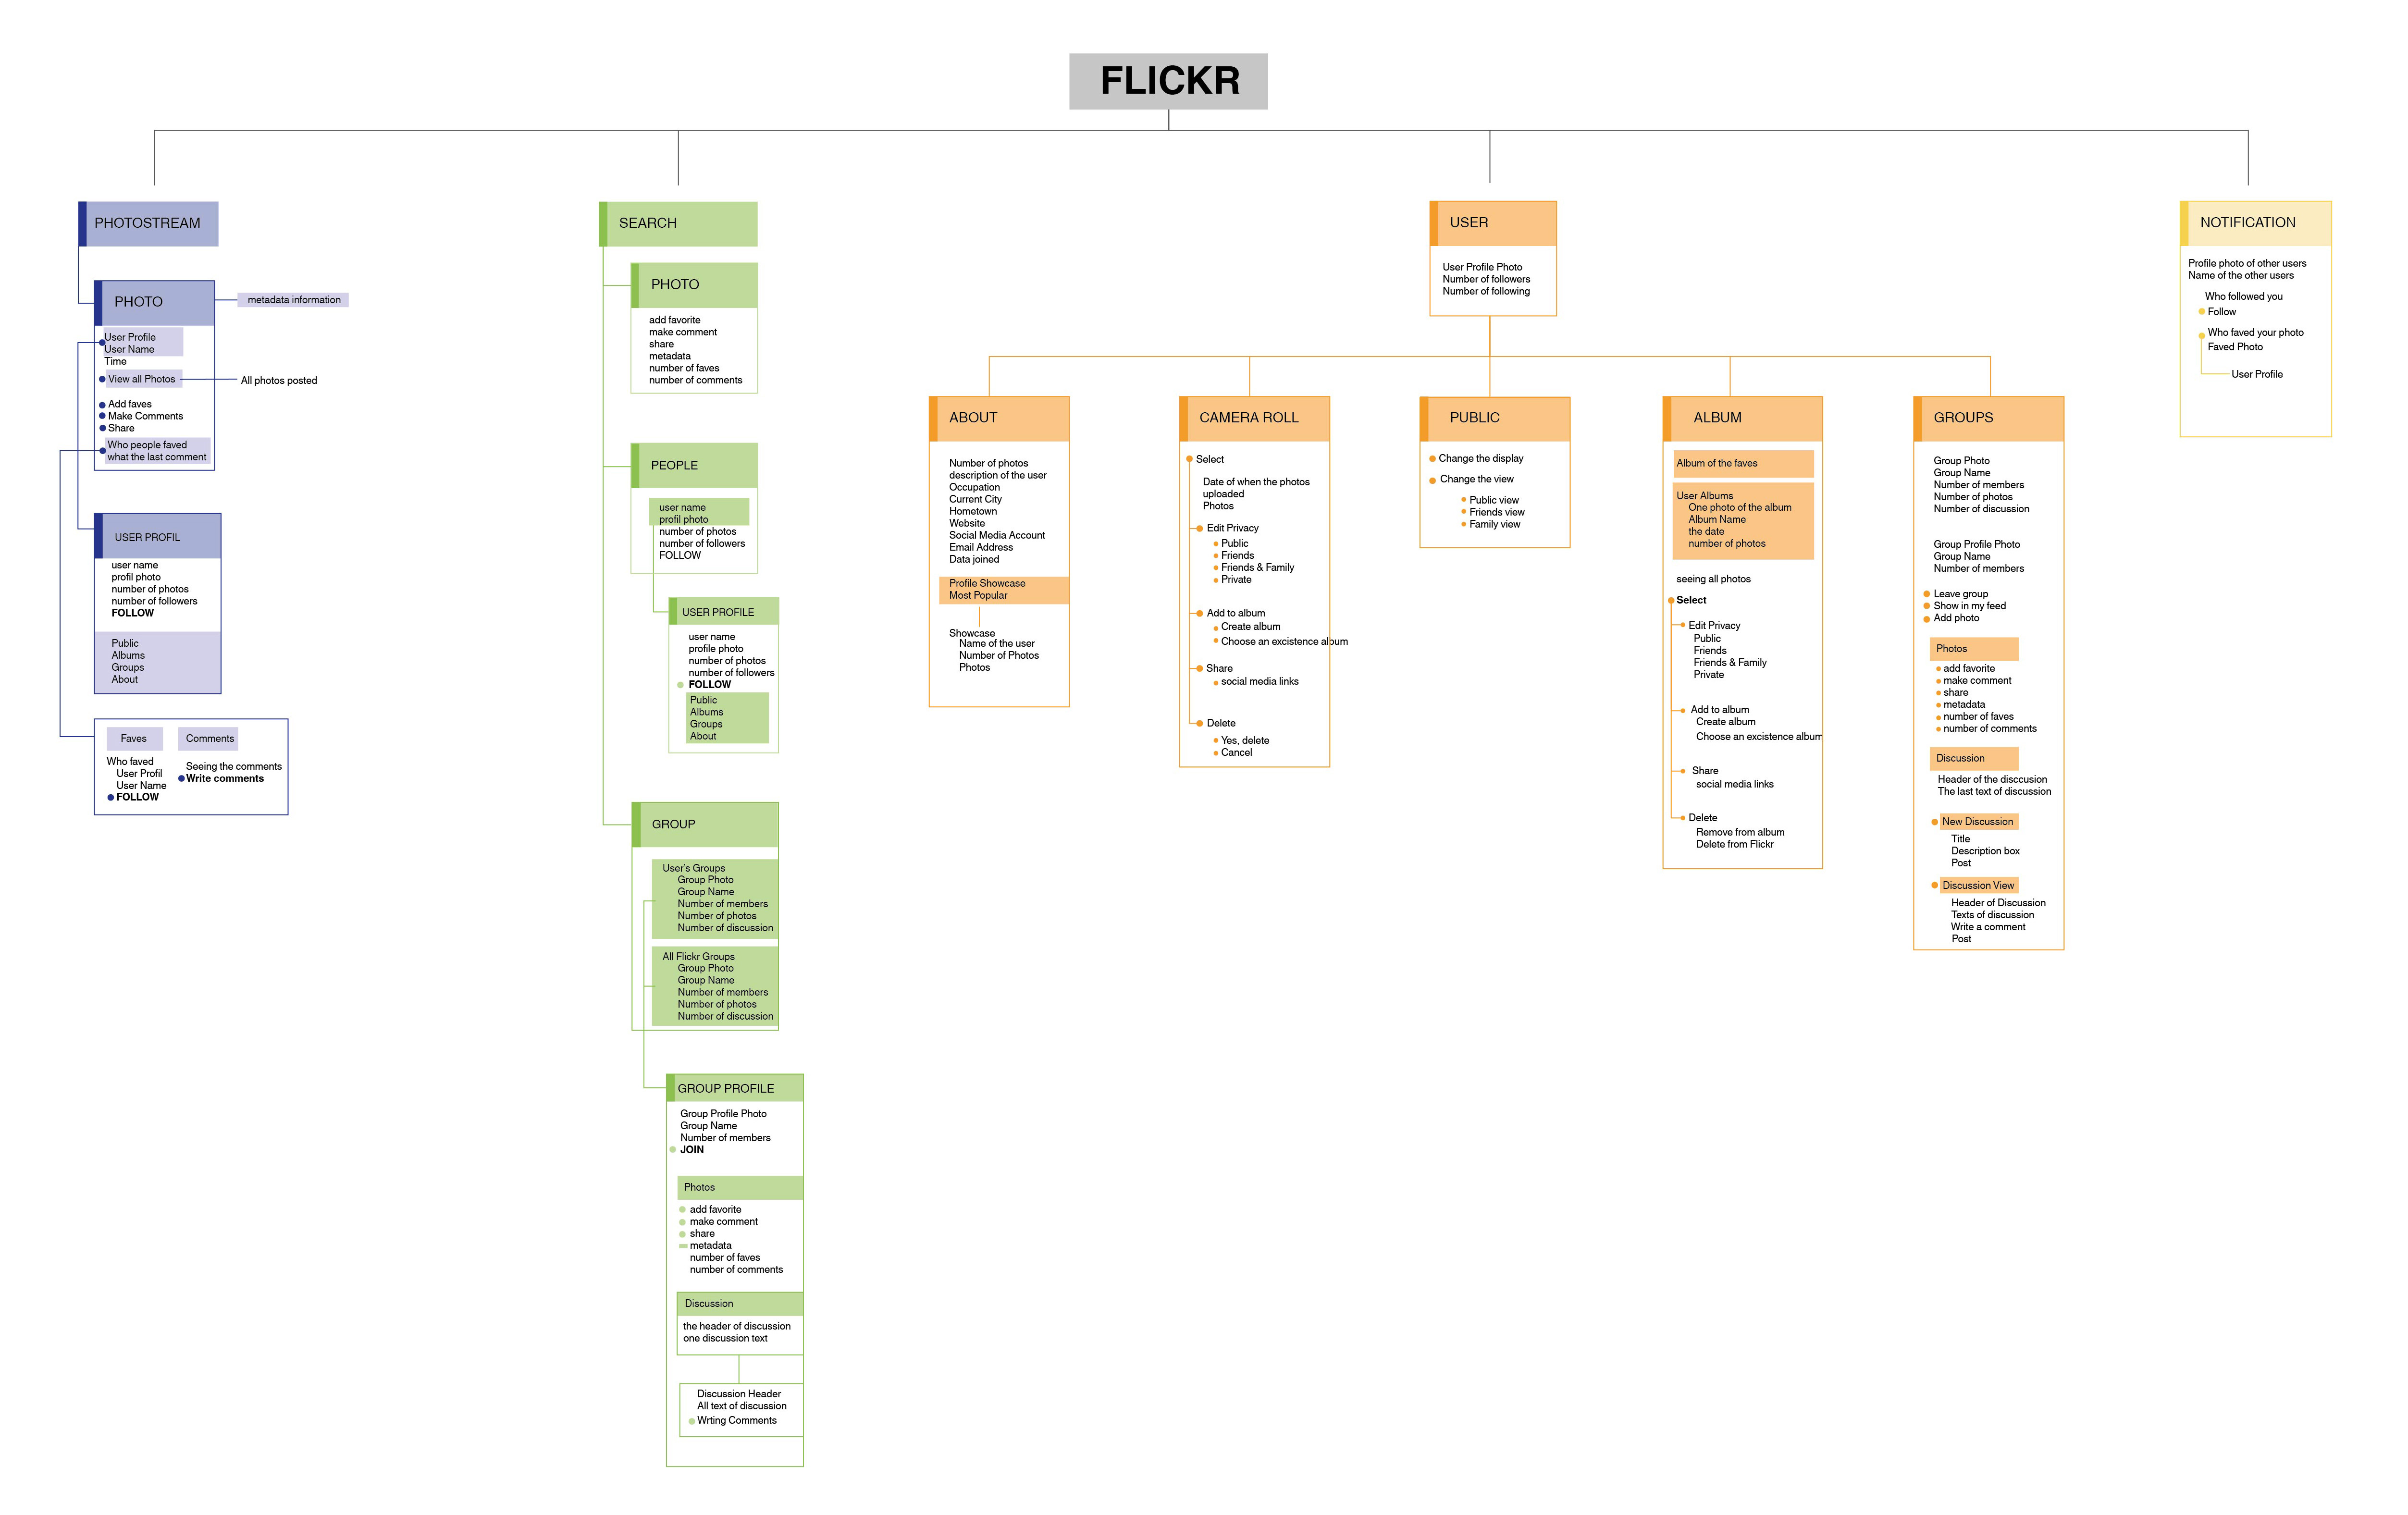 FLICKR
PHOTOSTREAM
PHOTO
metadata information
User Profile
User Name
Time
View all Photos
All photos posted
Add faves
Make Comments
Share
Who people faved
what the last comment
USER PROFIL
user name
profil photo
number of photos
number of followers
FOLLOW
Public
Albums
Groups
About
Faves
Who faved
User Profil
User Name
FOLLOW
Comments
Seeing the comments
Write comments
SEARCH
PHOTO
add favorite
make comment
share
metadata
number of faves
number of comments
PEOPLE
user name
profil photo
number of photos
number of followers
FOLLOW
USER PROFILE
user name
profile photo
number of photos
number of followers
FOLLOW
Public
Albums
Groups
About
GROUP
User's Groups
Group Photo
Group Name
Number of members
Number of photos
Number of discussion
All Flickr Groups
Group Photo
Group Name
Number of members
Number of photos
Number of discussion
GROUP PROFILE
Group Profile Photo
Group Name
Number of members
JOIN
Photos
add favorite
make comment
share
metadata
number of faves
number of comments
Discussion
the header of discussion
one discussion text
Discussion Header
All text of discussion
Wrting Comments
USER
User Profile Photo
Number of followers
Number of following
ABOUT
Number of photos
description of the user
Occupation
Current City
Hometown
Website
Social Media Account
Email Address
Data joined
Profile Showcase
Most Popular
Showcase
Name of the user
Number of Photos
Photos
CAMERA ROLL
Select
Date of when the photos
uploaded
Photos
Edit Privacy
Public
Friends
Friends & Family
Private
Add to album
Create album
Choose an excistence album
Share
social media links
Delete
Yes, delete
Cancel
PUBLIC
Change the display
Change the view
Public view
Friends view
Family view
ALBUM
Album of the faves
User Albums
One photo of the album
Album Name
the date
number of photos
seeing all photos
Select
Edit Privacy
Public
Friends
Friends & Family
Private
Add to album
Create album
Choose an excistence album
Share
social media links
Delete
Remove from album
Delete from Flickr
GROUPS
Group Photo
Group Name
Number of members
Number of photos
Number of discussion
Group Profile Photo
Group Name
Number of members
Leave group
Show in my feed
Add photo
Photos
add favorite
make comment
share
metadata
number of faves
number of comments
Discussion
Header of the disccusion
The last text of discussion
New Discussion
Title
Description box
Post
Discussion View
Header of Discussion
Texts of discussion
Write a comment
Post
NOTIFICATION
Profile photo of other users
Name of the other users
Who followed you
Follow
Who faved your photo
Faved Photo
User Profile